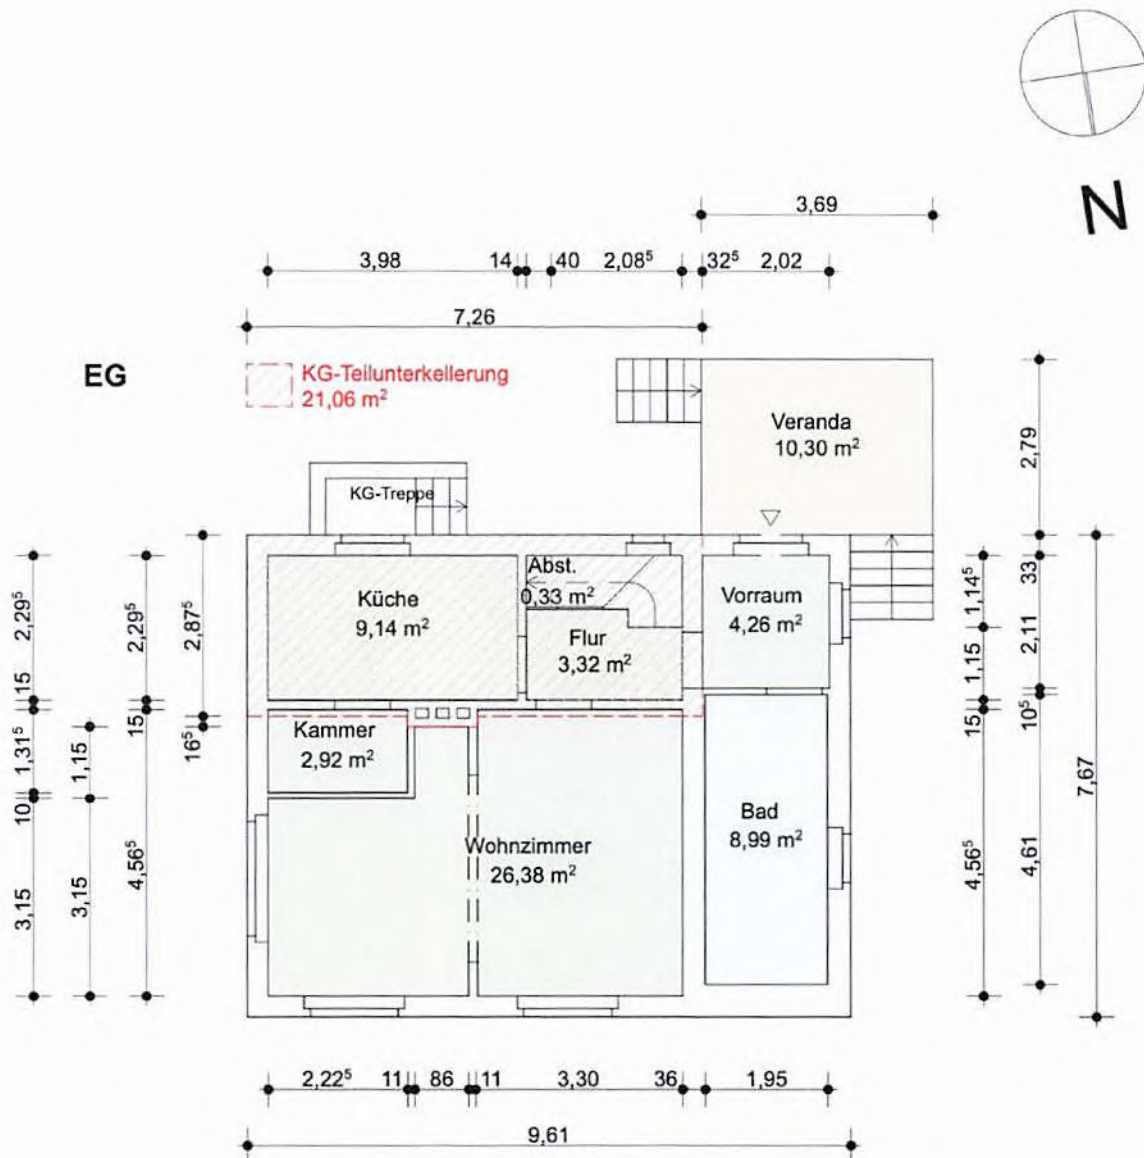 N
3,69
3,98 14 40 2,08⁵ 32⁵ 2,02
7,26
EG
KG-Teilunterkellerung
21,06 m²
Veranda
10,30 m²
2,79
KG-Treppe
Abst.
0,33 m²
Küche
9,14 m²
Flur
3,32 m²
Vorraum
4,26 m²
Kammer
2,92 m²
Wohnzimmer
26,38 m²
Bad
8,99 m²
2,29⁵
15
1,31⁵
10
3,15
1,15
3,15
2,29⁵
15
4,56⁵
2,87⁵
16⁵
1,14⁵
1,15
15
4,56⁵
33
2,11
10⁵
4,61
7,67
2,22⁵ 11 86 11 3,30 36 1,95
9,61